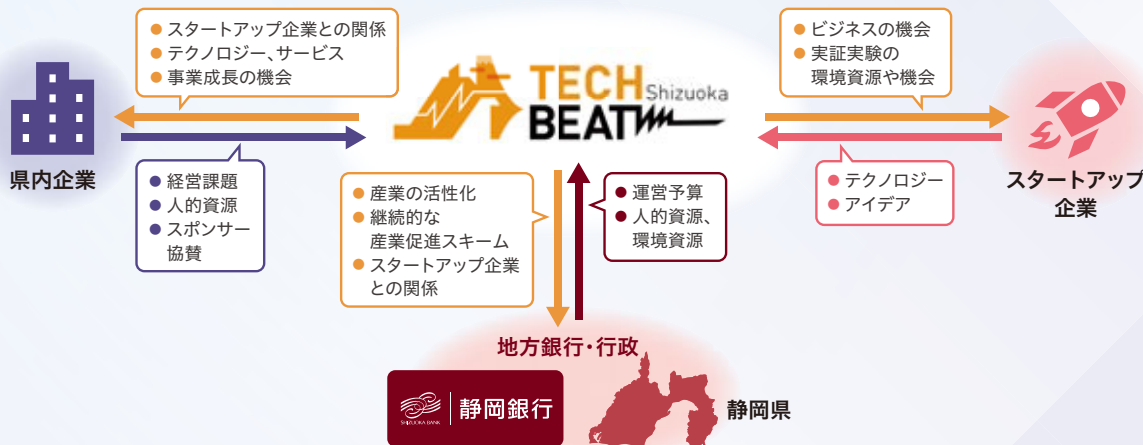 ● スタートアップ企業との関係
● テクノロジー、サービス
● 事業成長の機会
TECH
BEAT
Shizuoka
● ビジネスの機会
● 実証実験の
環境資源や機会
県内企業
● 経営課題
● 人的資源
● スポンサー
協賛
● 産業の活性化
● 継続的な
産業促進スキーム
● スタートアップ企業
との関係
● 運営予算
● 人的資源、
環境資源
● テクノロジー
● アイデア
スタートアップ
企業
地方銀行・行政
SHIZUOKA BANK
静岡銀行
静岡県